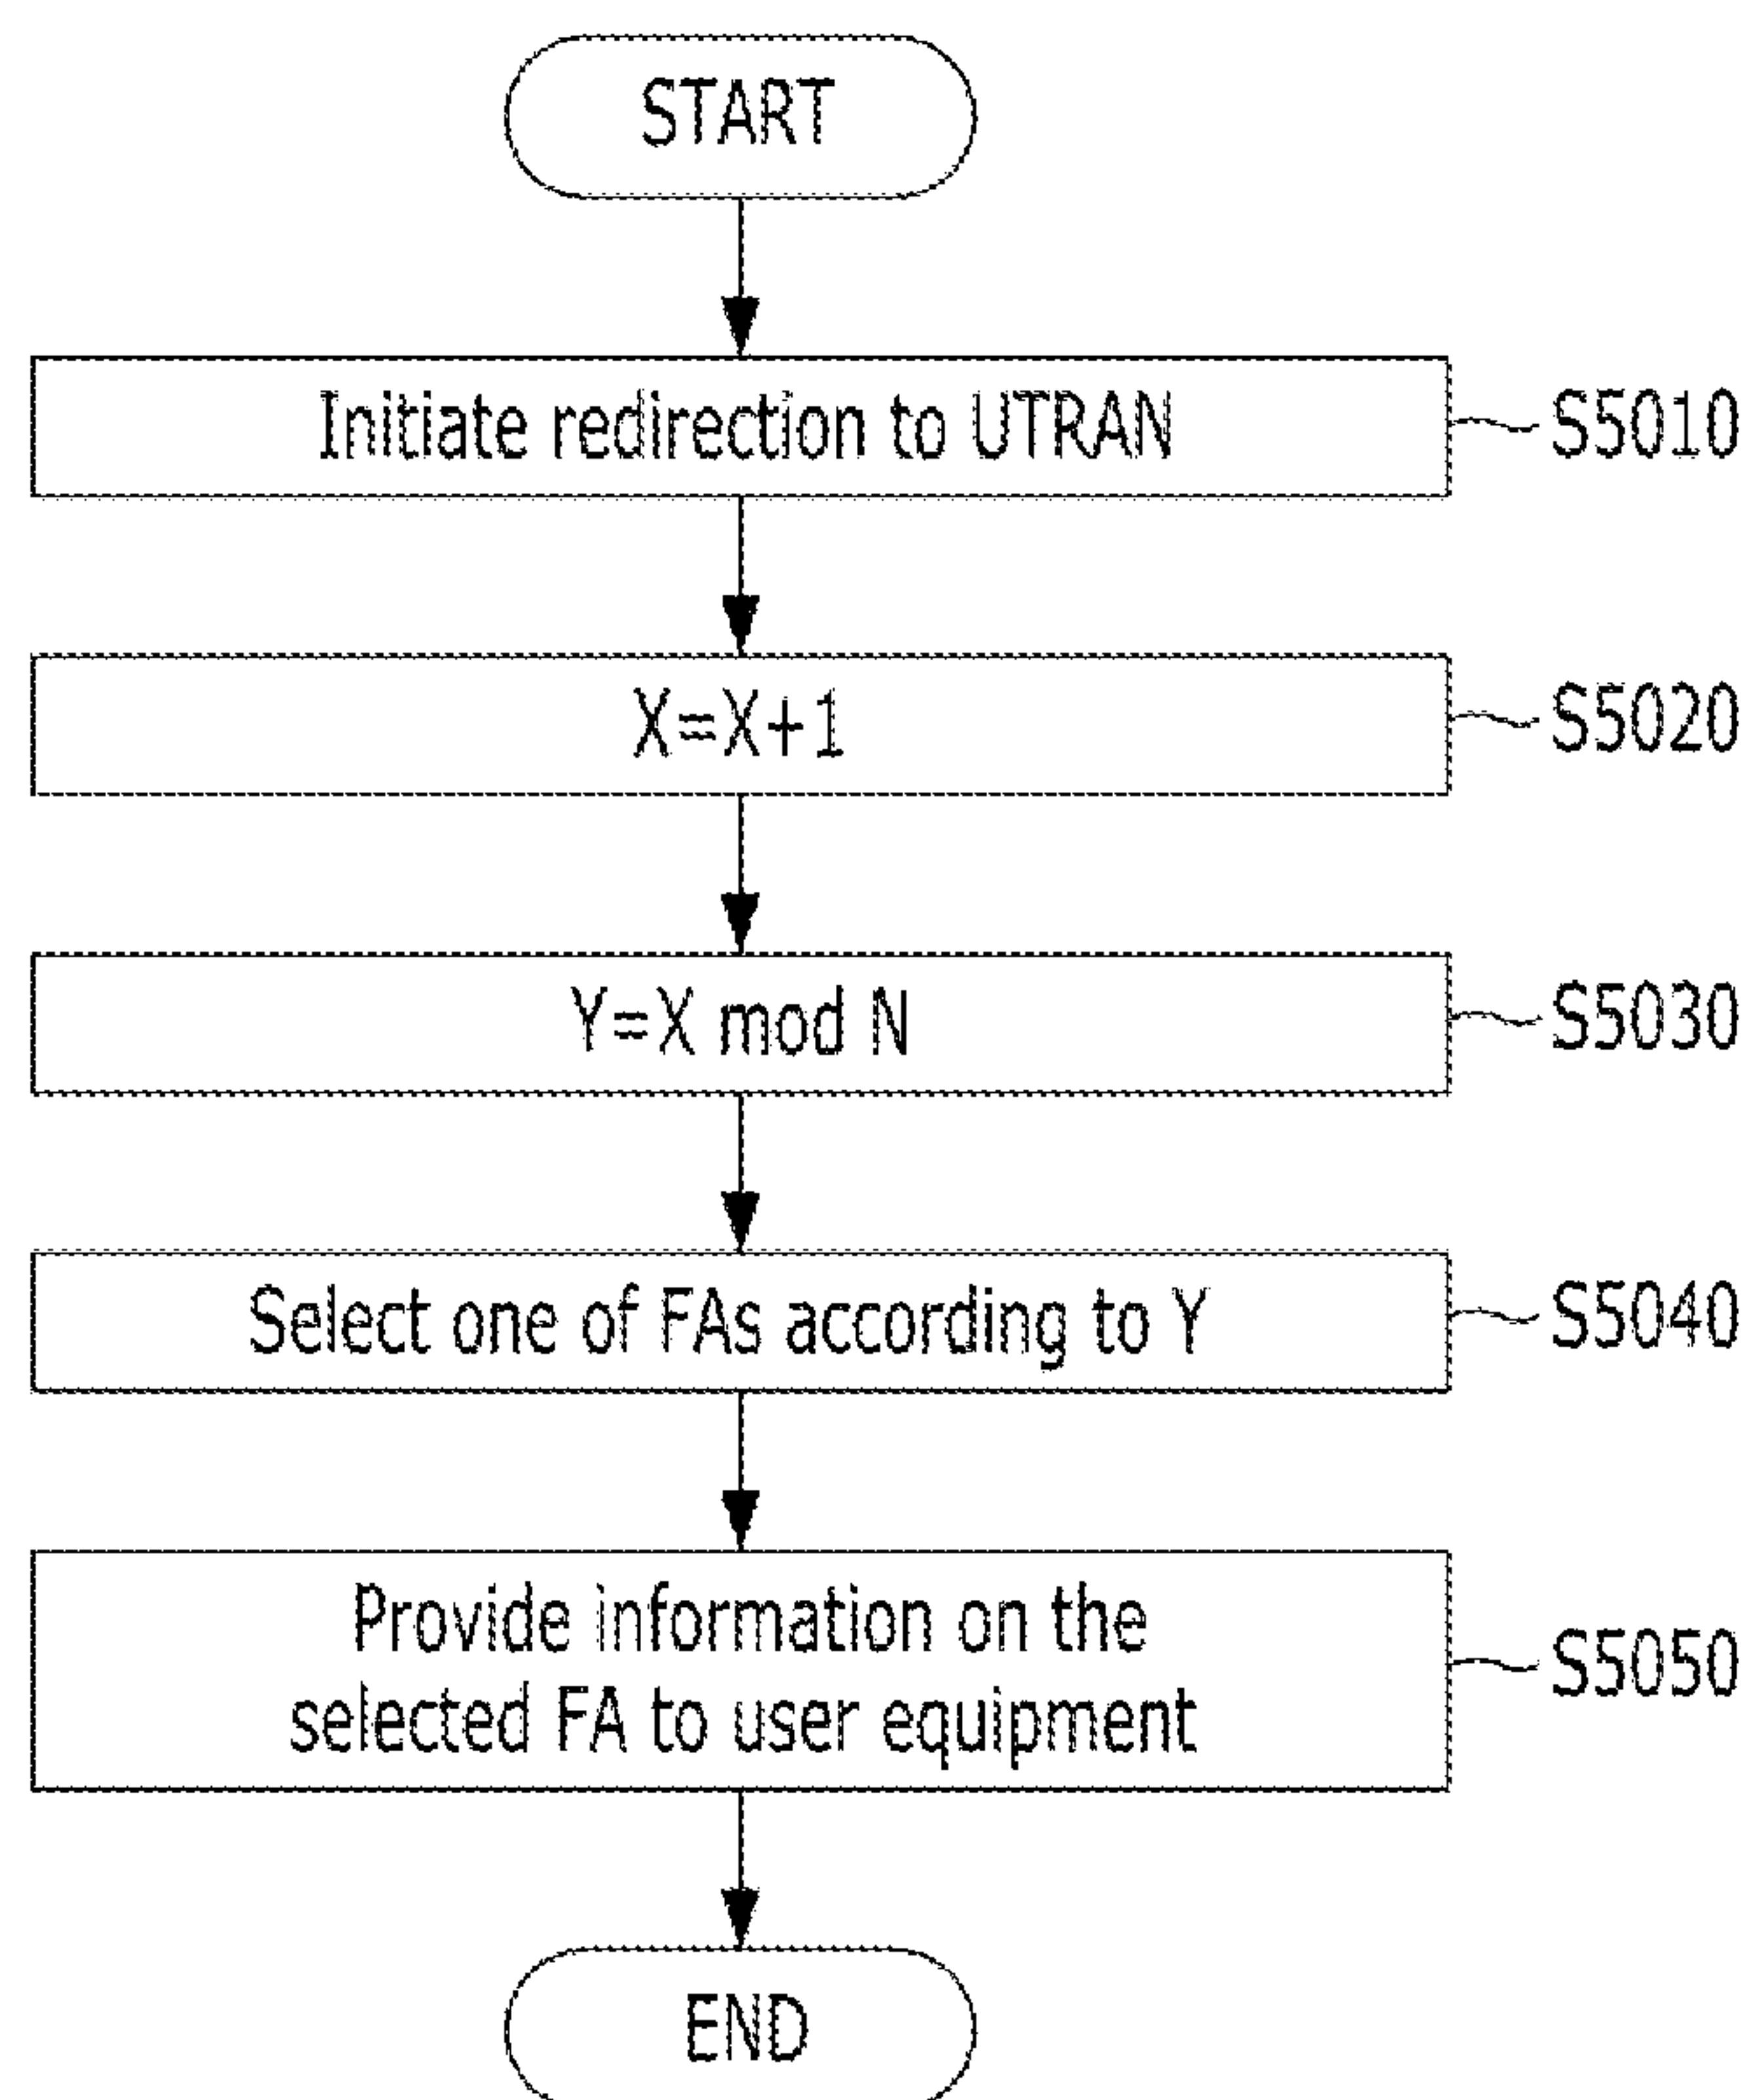 START
Initiate redirection to UTRAN
S5010
X=X+1
S5020
Y=X mod N
S5030
Select one of FAs according to Y
S5040
Provide information on the
selected FA to user equipment
S5050
END